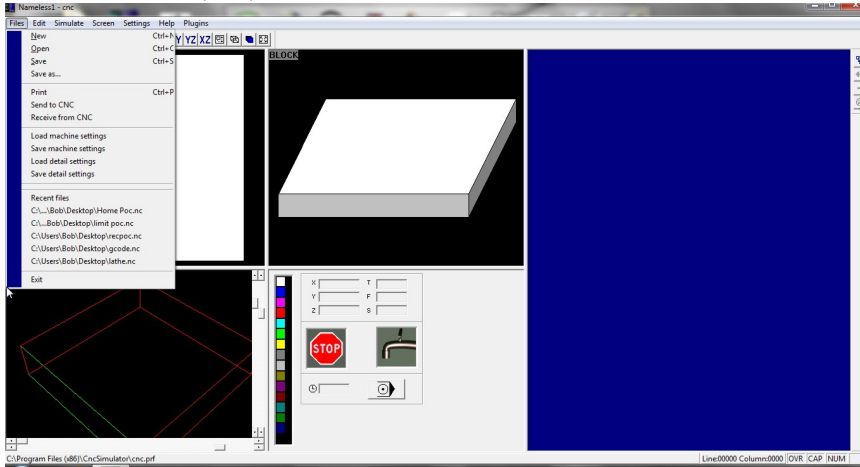 Nameless1 - cnc
Files Edit Simulate Screen Settings Help Plugins
New Ctrl+N
Open Ctrl+O
Save Ctrl+S
Save as...
Print Ctrl+P
Send to CNC
Receive from CNC
Load machine settings
Save machine settings
Load detail settings
Save detail settings
Recent files
C:\...\Bob\Desktop\Home Poc.nc
C:\...Bob\Desktop\limit poc.nc
C:\Users\Bob\Desktop\recpoc.nc
C:\Users\Bob\Desktop\gcode.nc
C:\Users\Bob\Desktop\lathe.nc
Exit
Y YZ XZ
BLOCK
X T
Y F
Z S
STOP
C:\Program Files (x86)\CncSimulator\cnc.prf
Line:00000 Column:0000 OVR CAP NUM